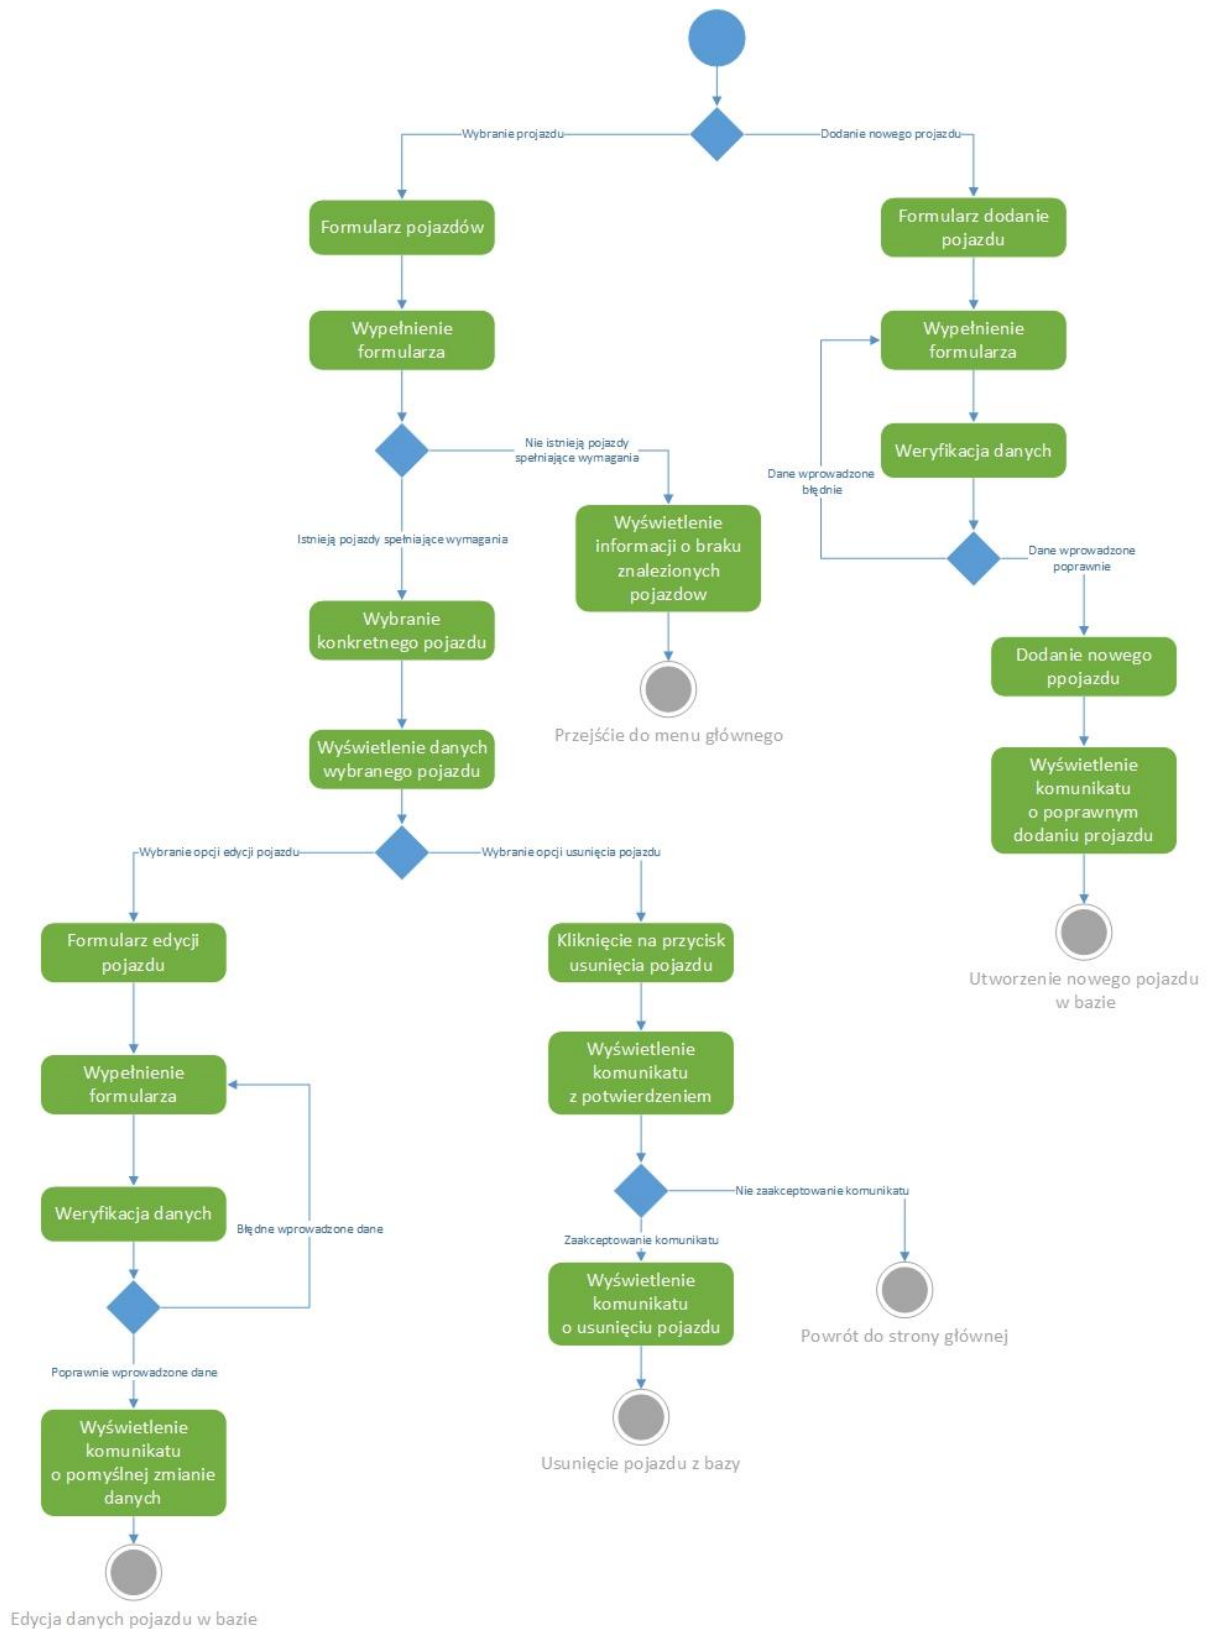 Wybranie projazdu
Dodanie nowego projazdu
Formularz pojazdów
Formularz dodanie
pojazdu
Wypełnienie
formularza
Wypełnienie
formularza
Nie istnieją pojazdy
spełniające wymagania
Weryfikacja danych
Dane wprowadzone
błędnie
Istnieją pojazdy spełniające wymagania
Wyświetlenie
informacji o braku
znalezionych
pojazdow
Dane wprowadzone
poprawnie
Wybranie
konkretnego pojazdu
Dodanie nowego
ppojazdu
Przejśćie do menu głównego
Wyświetlenie danych
wybranego pojazdu
Wyświetlenie
komunikatu
o poprawnym
dodaniu projazdu
Wybranie opcji edycji pojazdu
Wybranie opcji usunięcia pojazdu
Formularz edycji
pojazdu
Kliknięcie na przycisk
usunięcia pojazdu
Utworzenie nowego pojazdu
w bazie
Wypełnienie
formularza
Wyświetlenie
komunikatu
z potwierdzeniem
Nie zaakceptowanie komunikatu
Weryfikacja danych
Błędne wprowadzone dane
Zaakceptowanie komunikatu
Wyświetlenie
komunikatu
o usunięciu pojazdu
Powrót do strony głównej
Poprawnie wprowadzone dane
Wyświetlenie
komunikatu
o pomyślnej zmianie
danych
Usunięcie pojazdu z bazy
Edycja danych pojazdu w bazie